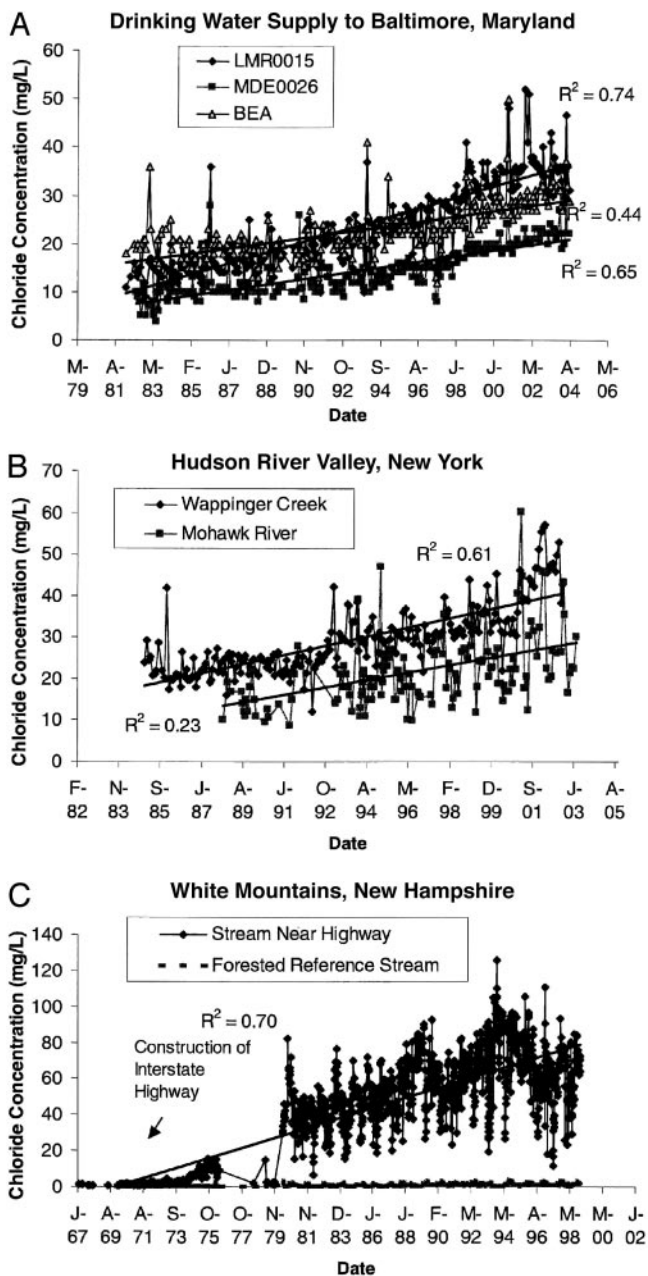 A Drinking Water Supply to Baltimore, Maryland
LMR0015
MDE0026
BEA
R² = 0.74
R² = 0.44
R² = 0.65
Chloride Concentration (mg/L)
60
50
40
30
20
10
0
M- A- M- F- J- D- N- O- A- A- J- J- M- A- M-
79 81 83 85 87 88 90 92 93 96 98 00 02 04 06
Date
B Hudson River Valley, New York
Wappinger Creek
Mohawk River
R² = 0.61
R² = 0.23
Chloride Concentration (mg/L)
70
60
50
40
30
20
10
0
F- N- S- J- A- J- A- J- O- J- S- J- A-
82 83 85 87 89 91 94 96 98 99 01 03 05
Date
C White Mountains, New Hampshire
Stream Near Highway
Forested Reference Stream
R² = 0.70
Construction of
Interstate
Highway
Chloride Concentration (mg/L)
140
120
100
80
60
40
20
0
J- A- A- S- O- N- D- D- J- F- M- M- M- J- J-
67 69 71 73 75 77 79 81 83 86 88 90 92 94 96 98 00 02
Date